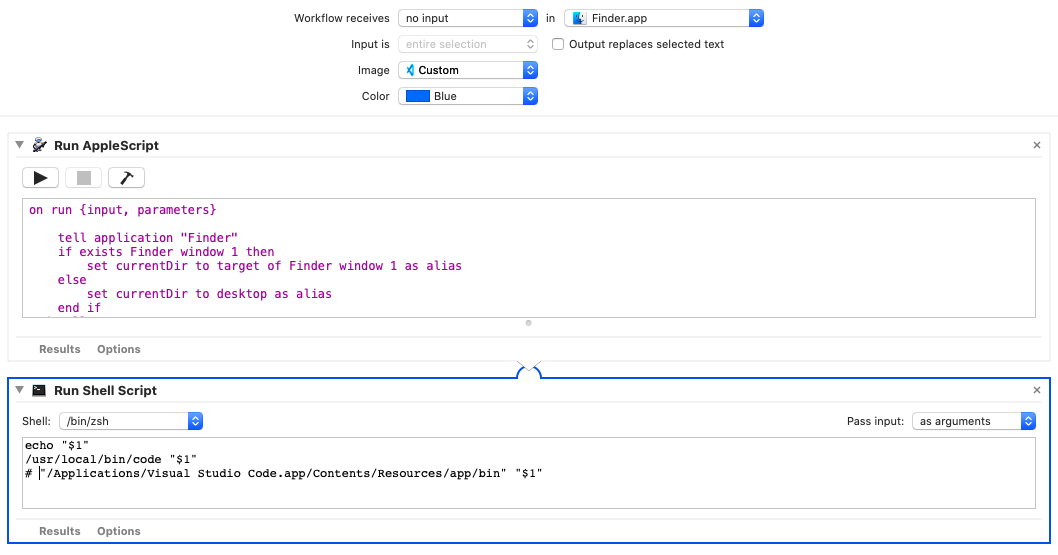 Workflow receives no input in Finder.app
Input is entire selection Output replaces selected text
Image Custom
Color Blue
Run AppleScript
on run {input, parameters}
tell application "Finder"
if exists Finder window 1 then
set currentDir to target of Finder window 1 as alias
else
set currentDir to desktop as alias
end if
Results Options
Run Shell Script
Shell: /bin/zsh Pass input: as arguments
echo "$1"
/usr/local/bin/code "$1"
# "/Applications/Visual Studio Code.app/Contents/Resources/app/bin" "$1"
Results Options